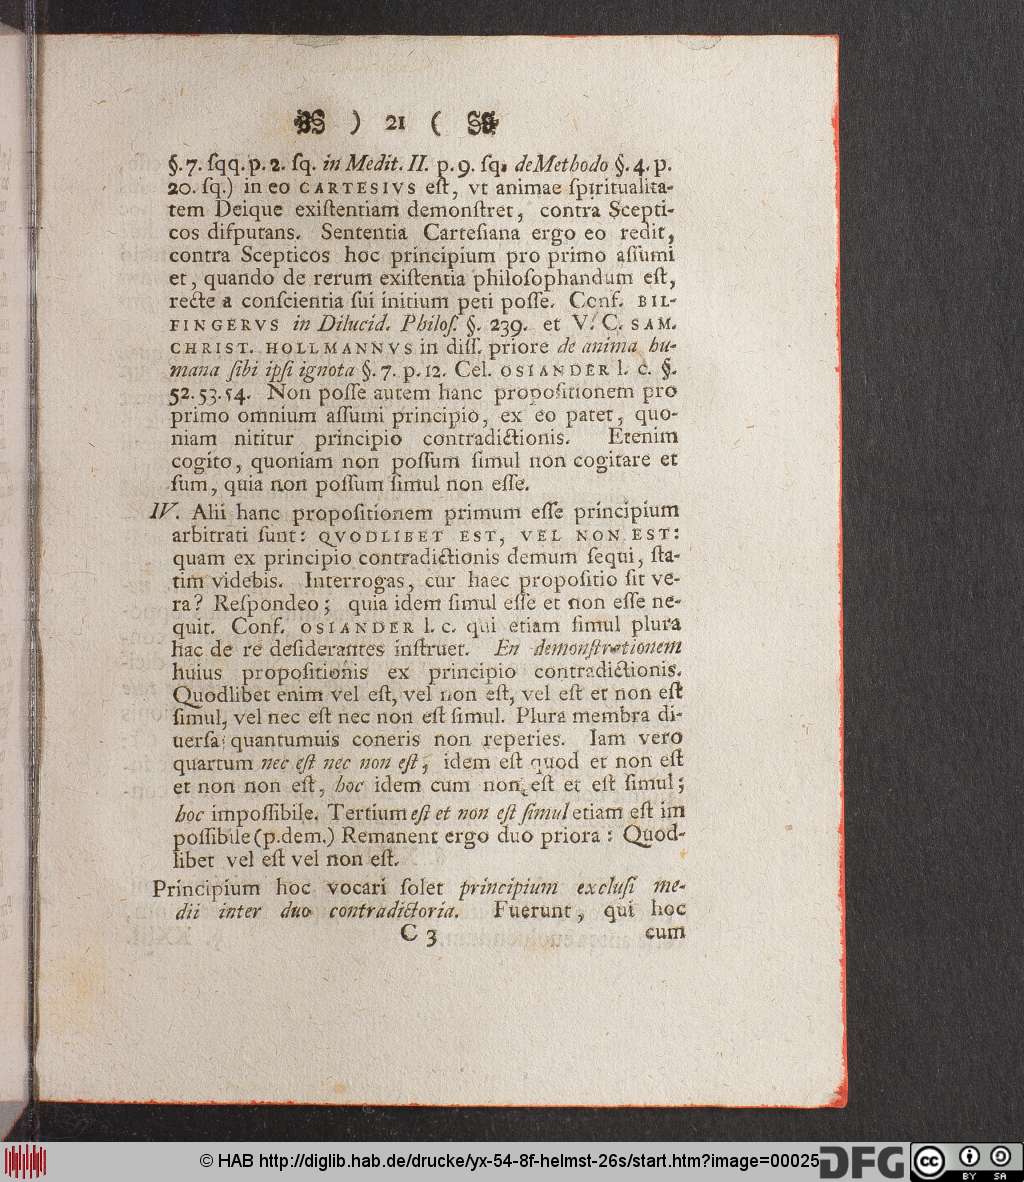 ) 21 (
§. 7. ſqq. p. 2. ſq. in Medit. II. p. 9. ſq. de Methodo §. 4. p.
20. ſq.) in eo CARTESIVS eſt, vt animae ſpiritualita-
tem Deique exiſtentiam demonſtret, contra Scepti-
cos diſputans. Sententia Carteſiana ergo eo redit,
contra Scepticos hoc principium pro primo aſſumi
et, quando de rerum exiſtentia philoſophandum eſt,
recte a conſcientia ſui initium peti poſſe. Conf. BIL-
FINGERVS in Dilucid. Philoſ. §. 239. et V. C. SAM.
CHRIST. HOLLMANNVS in diſſ. priore de anima hu-
mana ſibi ipſi ignota §. 7. p. 12. Cel. OSIANDER l. c. §.
52. 53. 54. Non poſſe autem hanc propoſitionem pro
primo omnium aſſumi principio, ex eo patet, quo-
niam nititur principio contradictionis. Etenim
cogito, quoniam non poſſum ſimul non cogitare et
ſum, quia non poſſum ſimul non eſſe.
IV. Alii hanc propoſitionem primum eſſe principium
arbitrati ſunt: QVODLIBET EST, VEL NON EST:
quam ex principio contradictionis demum ſequi, ſta-
tim videbis. Interrogas, cur haec propoſitio ſit ve-
ra? Reſpondeo; quia idem ſimul eſſe et non eſſe ne-
quit. Conf. OSIANDER l. c. qui etiam ſimul plura
hac de re deſiderantes inſtruet. En demonſtrationem
huius propoſitionis ex principio contradictionis.
Quodlibet enim vel eſt, vel non eſt, vel eſt et non eſt
ſimul, vel nec eſt nec non eſt ſimul. Plura membra di-
uerſa quantumuis coneris non reperies. Iam vero
quartum nec eſt nec non eſt, idem eſt quod et non eſt
et non non eſt, hoc idem cum non eſt et eſt ſimul;
hoc impoſſibile. Tertium eſt et non eſt ſimul etiam eſt im
poſſibile (p. dem.) Remanent ergo duo priora: Quod-
libet vel eſt vel non eſt.
Principium hoc vocari ſolet principium excluſi me-
dii inter duo contradictoria. Fuerunt, qui hoc
C 3 cum
© HAB http://diglib.hab.de/drucke/yx-54-8f-helmst-26s/start.htm?image=00025
DFG
cc BY SA